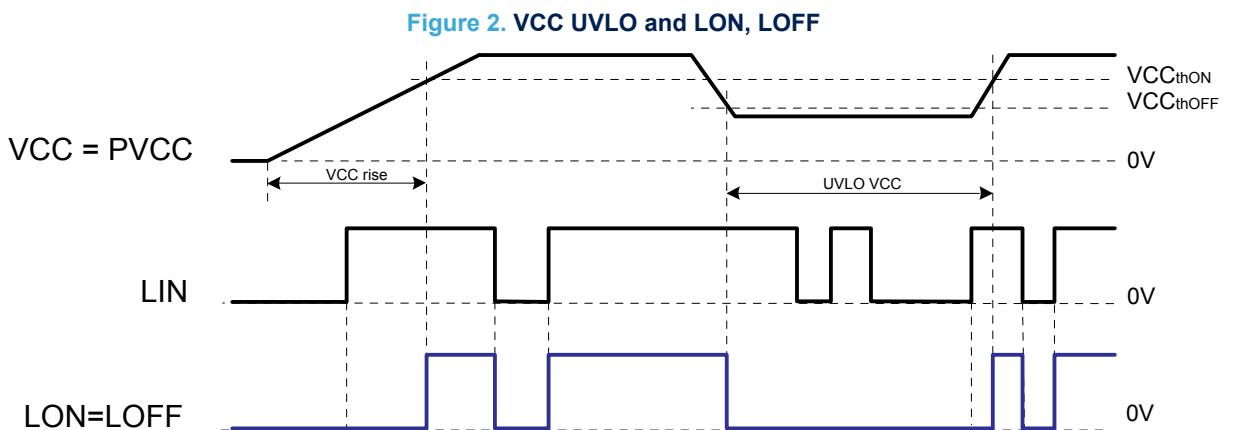 Figure 2. VCC UVLO and LON, LOFF
VCCthON
VCCthOFF
VCC = PVCC
0V
VCC rise
UVLO VCC
LIN
0V
LON=LOFF
0V